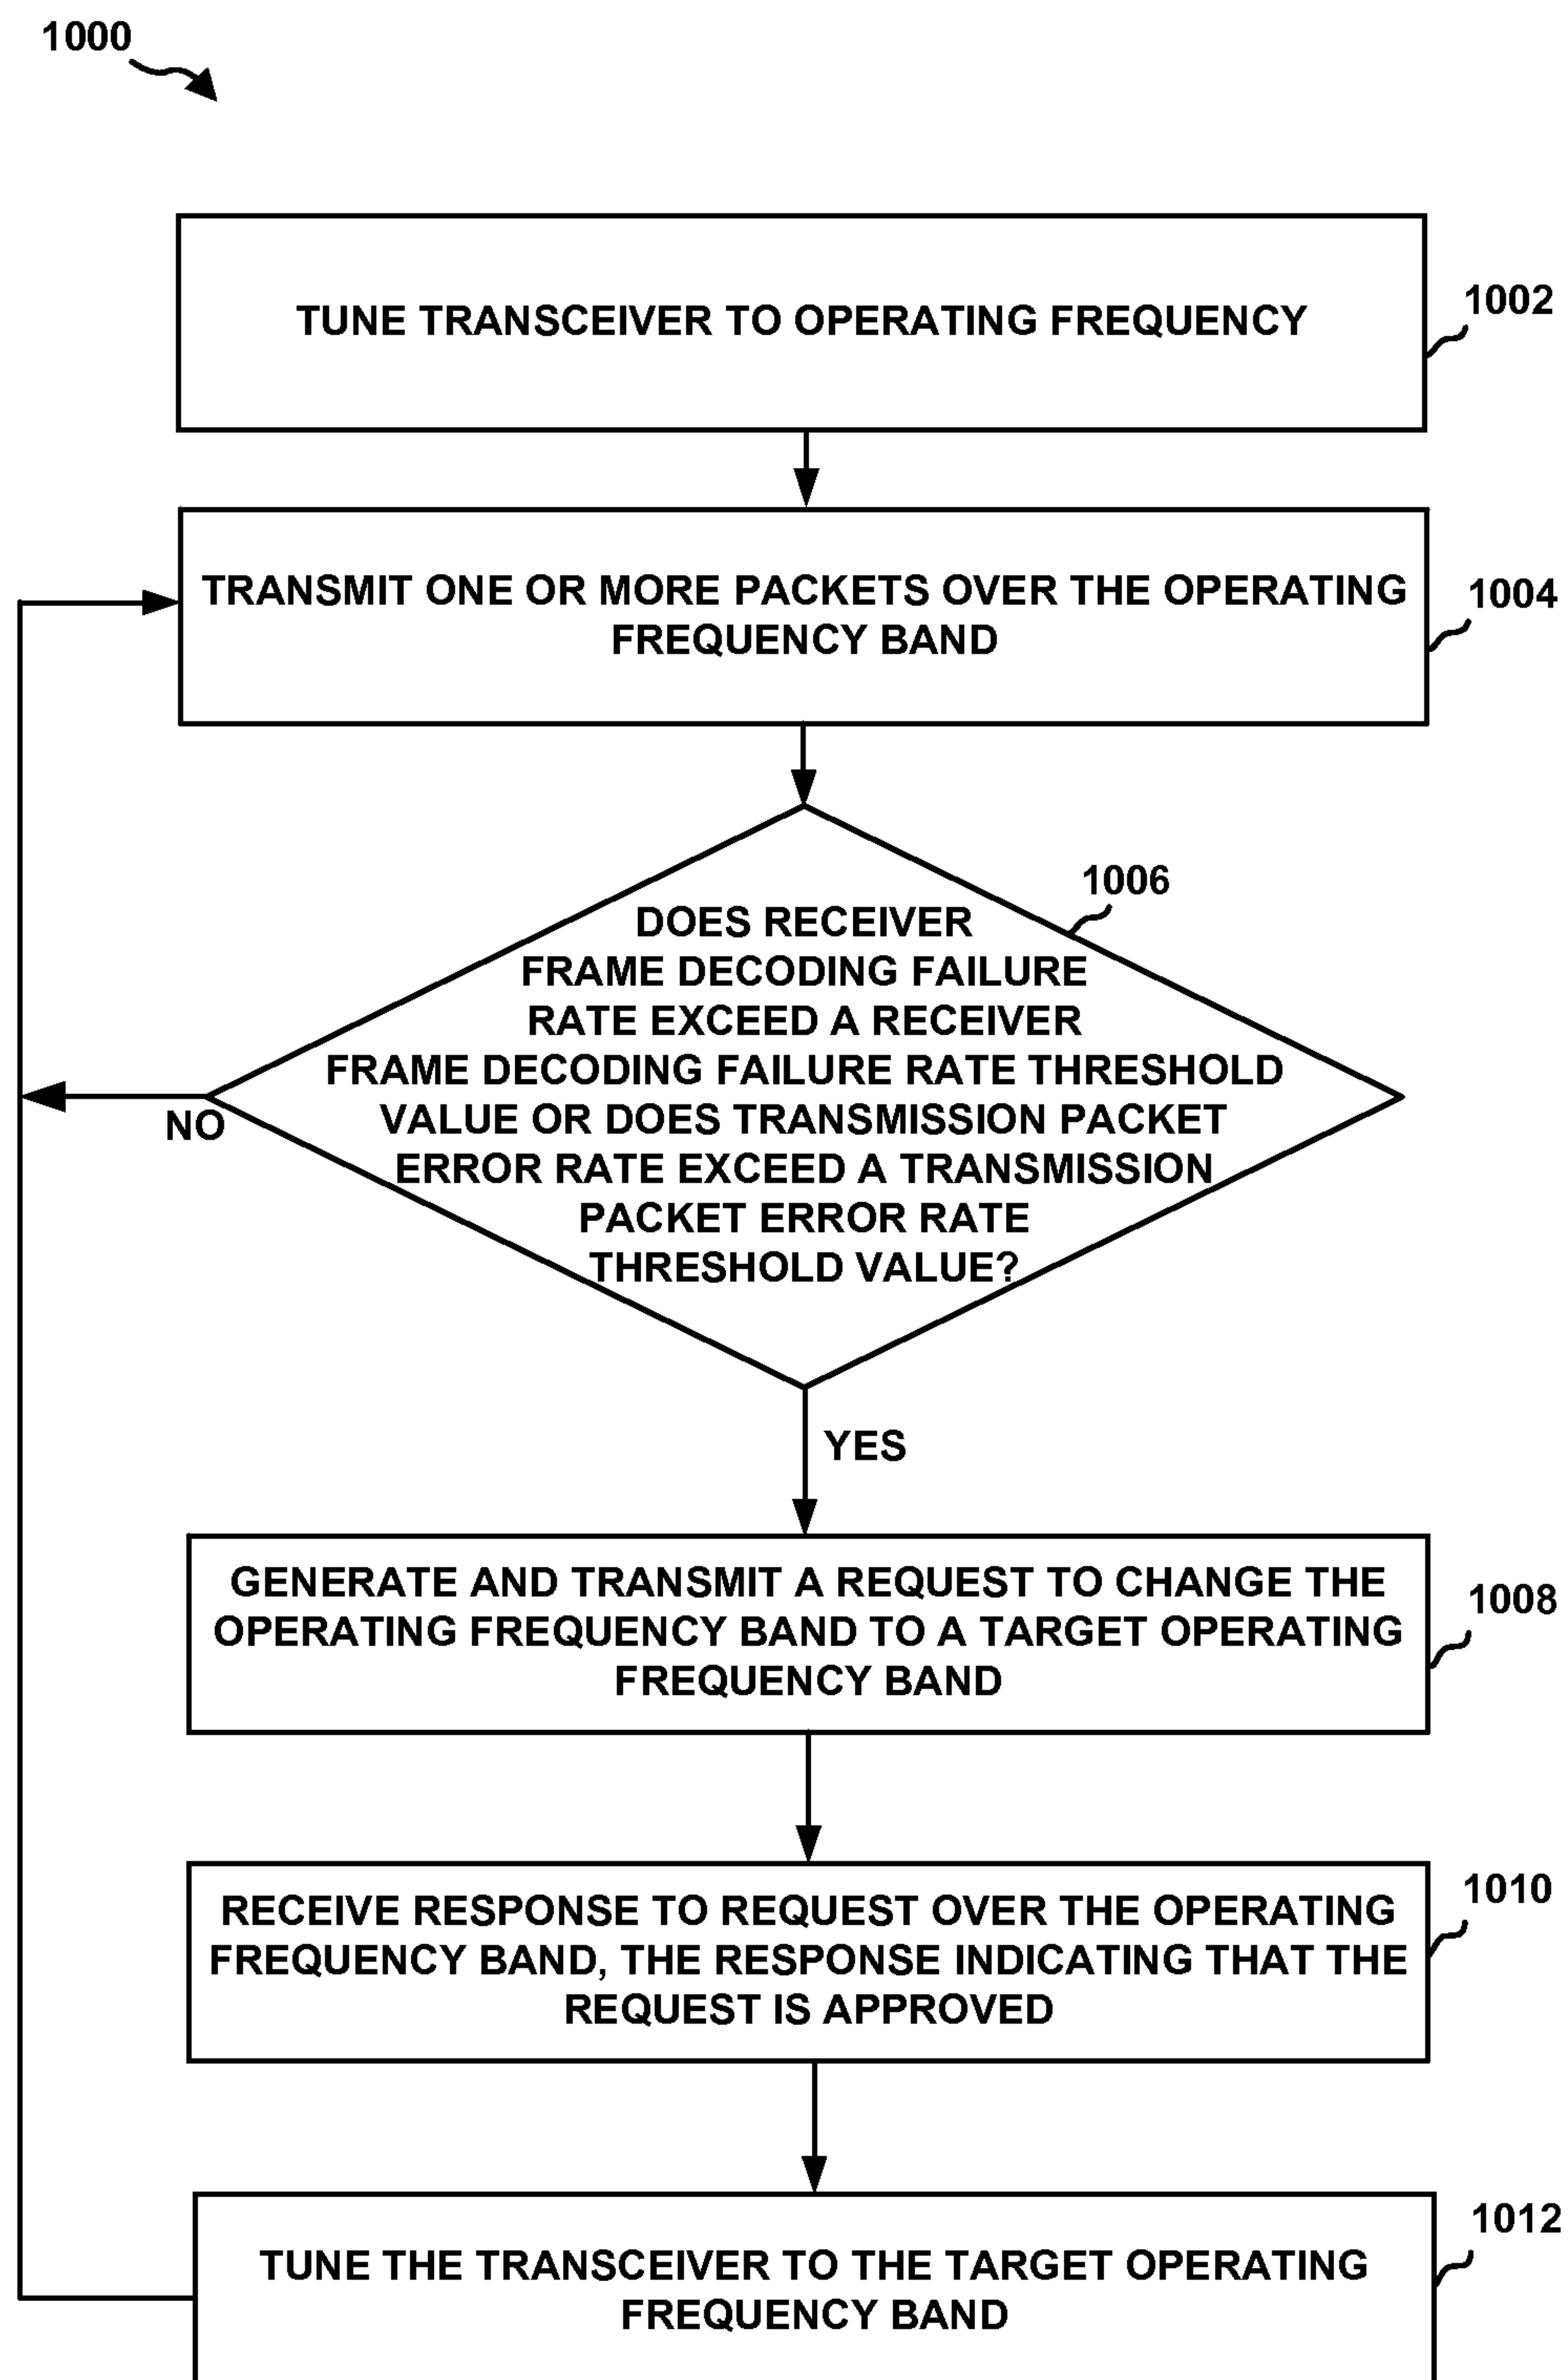 1000
TUNE TRANSCEIVER TO OPERATING FREQUENCY
1002
TRANSMIT ONE OR MORE PACKETS OVER THE OPERATING
FREQUENCY BAND
1004
1006
DOES RECEIVER
FRAME DECODING FAILURE
RATE EXCEED A RECEIVER
FRAME DECODING FAILURE RATE THRESHOLD
VALUE OR DOES TRANSMISSION PACKET
ERROR RATE EXCEED A TRANSMISSION
PACKET ERROR RATE
THRESHOLD VALUE?
NO
YES
GENERATE AND TRANSMIT A REQUEST TO CHANGE THE
OPERATING FREQUENCY BAND TO A TARGET OPERATING
FREQUENCY BAND
1008
RECEIVE RESPONSE TO REQUEST OVER THE OPERATING
FREQUENCY BAND, THE RESPONSE INDICATING THAT THE
REQUEST IS APPROVED
1010
TUNE THE TRANSCEIVER TO THE TARGET OPERATING
FREQUENCY BAND
1012